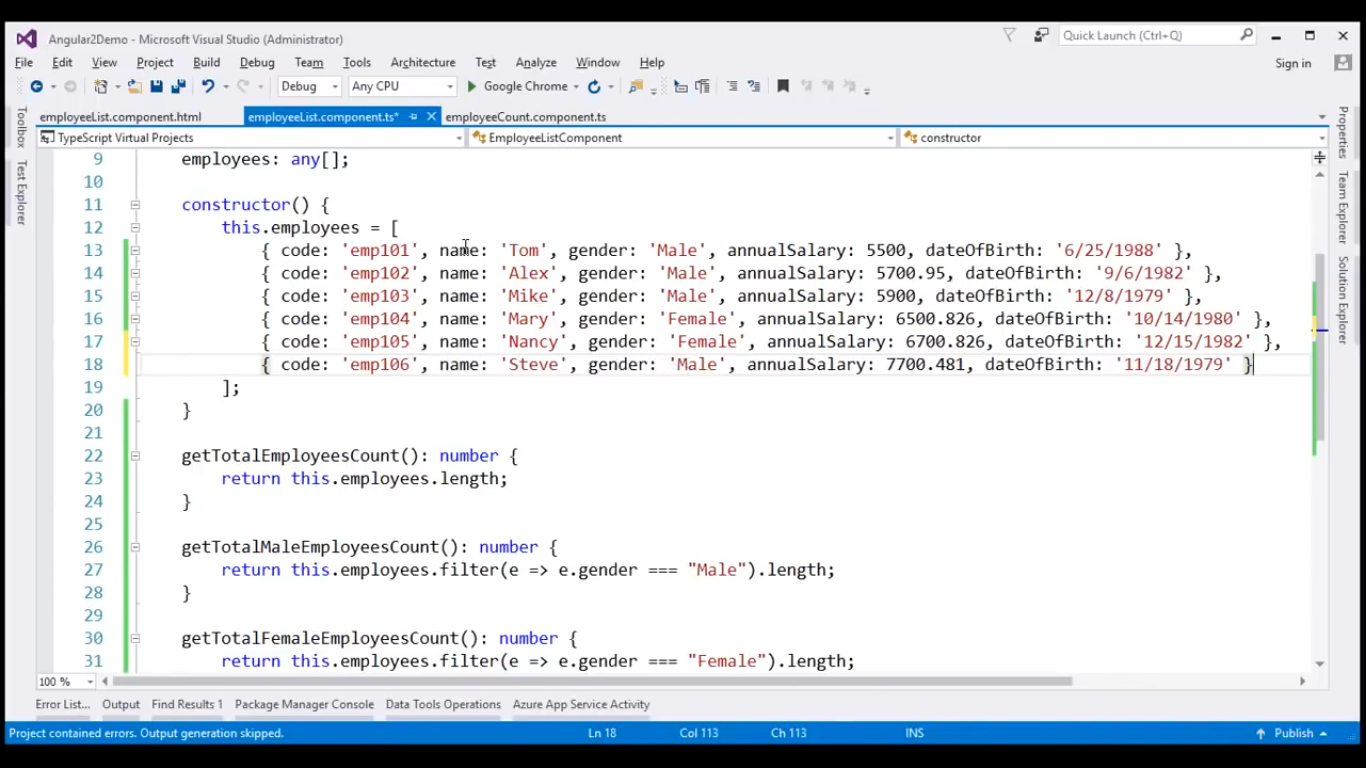 Angular2Demo - Microsoft Visual Studio (Administrator)
Quick Launch (Ctrl+Q)
File Edit View Project Build Debug Team Tools Architecture Test Analyze Window Help
Sign in
Debug Any CPU Google Chrome
employeeList.component.html employeeList.component.ts* employeeCount.component.ts
TypeScript Virtual Projects EmployeeListComponent constructor
Toolbox
Test Explorer
Properties
Team Explorer
Solution Explorer
9 employees: any[];
10
11 constructor() {
12 this.employees = [
13 { code: 'emp101', name: 'Tom', gender: 'Male', annualSalary: 5500, dateOfBirth: '6/25/1988' },
14 { code: 'emp102', name: 'Alex', gender: 'Male', annualSalary: 5700.95, dateOfBirth: '9/6/1982' },
15 { code: 'emp103', name: 'Mike', gender: 'Male', annualSalary: 5900, dateOfBirth: '12/8/1979' },
16 { code: 'emp104', name: 'Mary', gender: 'Female', annualSalary: 6500.826, dateOfBirth: '10/14/1980' },
17 { code: 'emp105', name: 'Nancy', gender: 'Female', annualSalary: 6700.826, dateOfBirth: '12/15/1982' },
18 { code: 'emp106', name: 'Steve', gender: 'Male', annualSalary: 7700.481, dateOfBirth: '11/18/1979' }
19 ];
20 }
21
22 getTotalEmployeesCount(): number {
23 return this.employees.length;
24 }
25
26 getTotalMaleEmployeesCount(): number {
27 return this.employees.filter(e => e.gender === "Male").length;
28 }
29
30 getTotalFemaleEmployeesCount(): number {
31 return this.employees.filter(e => e.gender === "Female").length;
100 %
Error List... Output Find Results 1 Package Manager Console Data Tools Operations Azure App Service Activity
Project contained errors. Output generation skipped. Ln 18 Col 113 Ch 113 INS Publish